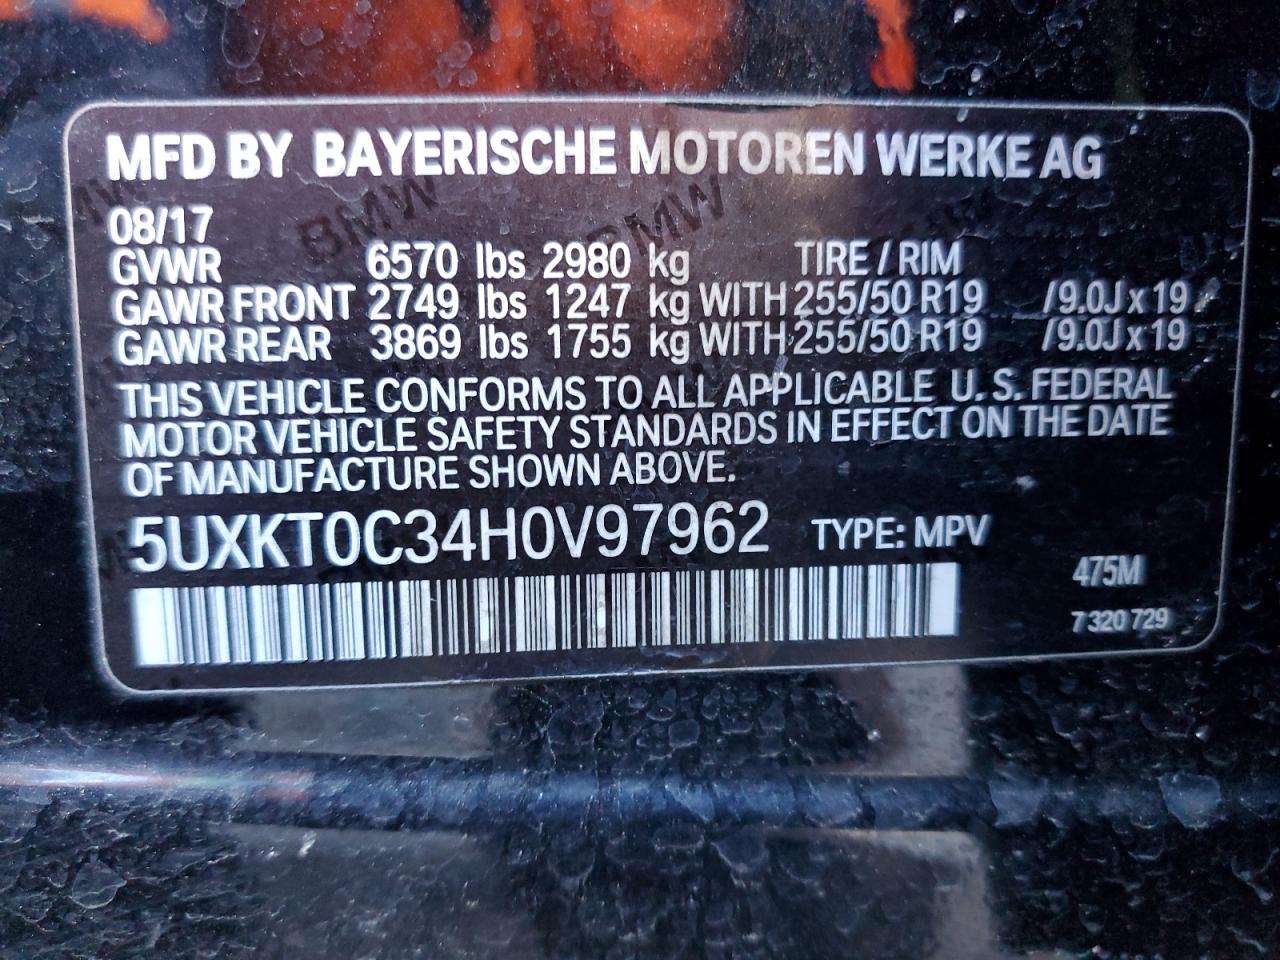 MFD BY BAYERISCHE MOTOREN WERKE AG
08/17
GVWR 6570 lbs 2980 kg TIRE / RIM
GAWR FRONT 2749 lbs 1247 kg WITH 255/50 R19 /9.0J x 19
GAWR REAR 3869 lbs 1755 kg WITH 255/50 R19 /9.0J x 19
THIS VEHICLE CONFORMS TO ALL APPLICABLE U. S. FEDERAL
MOTOR VEHICLE SAFETY STANDARDS IN EFFECT ON THE DATE
OF MANUFACTURE SHOWN ABOVE.
5UXKT0C34H0V97962 TYPE: MPV
475M
7 320 729
BMW
BMW